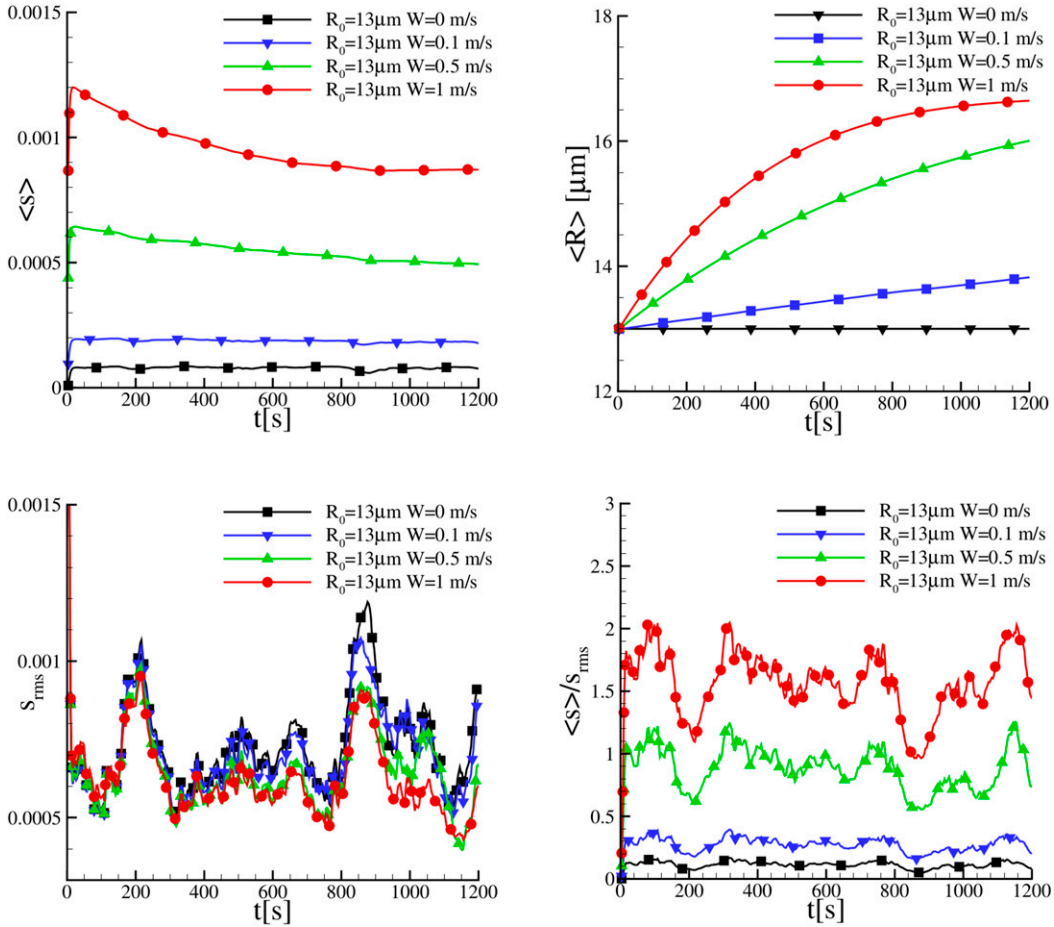 0.0015
0.001
0.0005
0
<s>
0 200 400 600 800 1000 1200
t[s]
R₀=13μm W=0 m/s
R₀=13μm W=0.1 m/s
R₀=13μm W=0.5 m/s
R₀=13μm W=1 m/s
18
16
14
12
<R> [μm]
0 200 400 600 800 1000 1200
t[s]
R₀=13μm W=0 m/s
R₀=13μm W=0.1 m/s
R₀=13μm W=0.5 m/s
R₀=13μm W=1 m/s
0.0015
0.001
0.0005
s_rms
0 200 400 600 800 1000 1200
t[s]
R₀=13μm W=0 m/s
R₀=13μm W=0.1 m/s
R₀=13μm W=0.5 m/s
R₀=13μm W=1 m/s
3
2.5
2
1.5
1
0.5
0
<s>/s_rms
0 200 400 600 800 1000 1200
t[s]
R₀=13μm W=0 m/s
R₀=13μm W=0.1 m/s
R₀=13μm W=0.5 m/s
R₀=13μm W=1 m/s